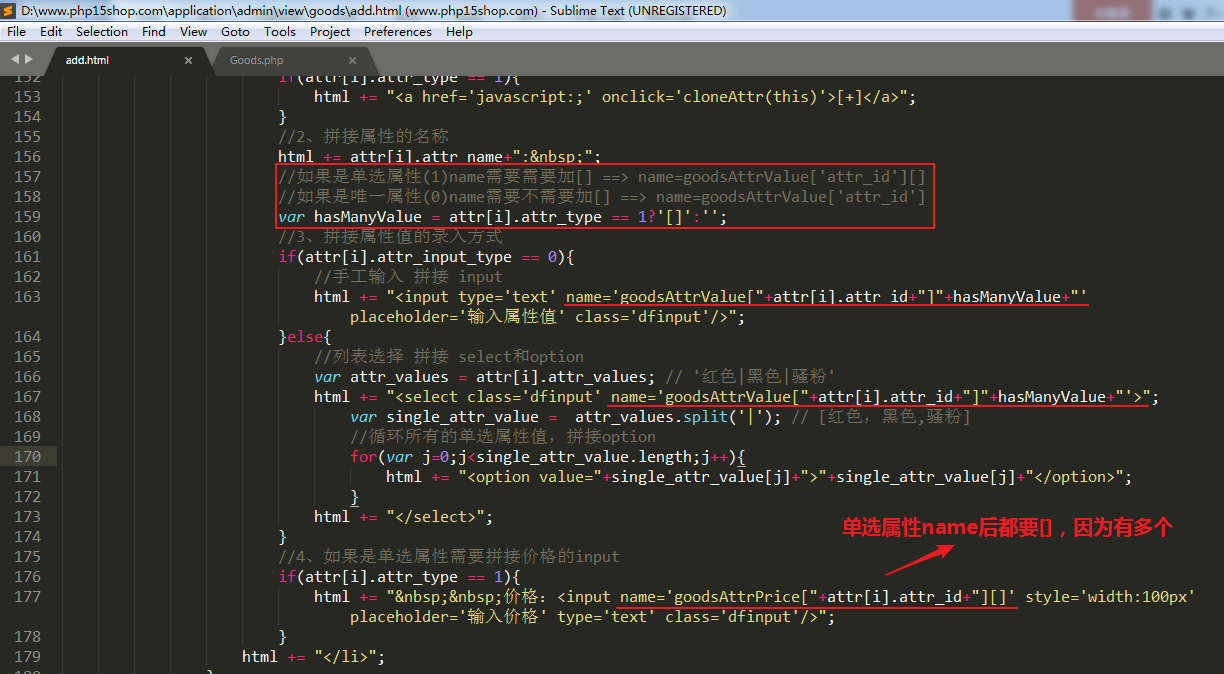 D:\www.php15shop.com\application\admin\view\goods\add.html (www.php15shop.com) - Sublime Text (UNREGISTERED)
File Edit Selection Find View Goto Tools Project Preferences Help
add.html × Goods.php ×
152 if(attr[i].attr_type == 1){
153 html += "<a href='javascript:;' onclick='cloneAttr(this)'>[+]</a>";
154 }
155 //2、拼接属性的名称
156 html += attr[i].attr_name+":&nbsp;";
157 //如果是单选属性(1)name需要需要加[] ==> name=goodsAttrValue['attr_id'][]
158 //如果是唯一属性(0)name需要不需要加[] ==> name=goodsAttrValue['attr_id']
159 var hasManyValue = attr[i].attr_type == 1?'[]':'';
160 //3、拼接属性值的录入方式
161 if(attr[i].attr_input_type == 0){
162 //手工输入 拼接 input
163 html += "<input type='text' name='goodsAttrValue["+attr[i].attr_id+"]"+hasManyValue+"'
placeholder='输入属性值' class='dfinput'/>";
164 }else{
165 //列表选择 拼接 select和option
166 var attr_values = attr[i].attr_values; // '红色|黑色|骚粉'
167 html += "<select class='dfinput' name='goodsAttrValue["+attr[i].attr_id+"]"+hasManyValue+"'>";
168 var single_attr_value =  attr_values.split('|'); // [红色，黑色,骚粉]
169 //循环所有的单选属性值，拼接option
170 for(var j=0;j<single_attr_value.length;j++){
171 html += "<option value="+single_attr_value[j]+">"+single_attr_value[j]+"</option>";
172 }
173 html += "</select>";
174 }
单选属性name后都要[]，因为有多个
175 //4、如果是单选属性需要拼接价格的input
176 if(attr[i].attr_type == 1){
177 html += "&nbsp;&nbsp;价格: <input name='goodsAttrPrice["+attr[i].attr_id+"][]' style='width:100px'
placeholder='输入价格' type='text' class='dfinput'/>";
178 }
179 html += "</li>";
180 }